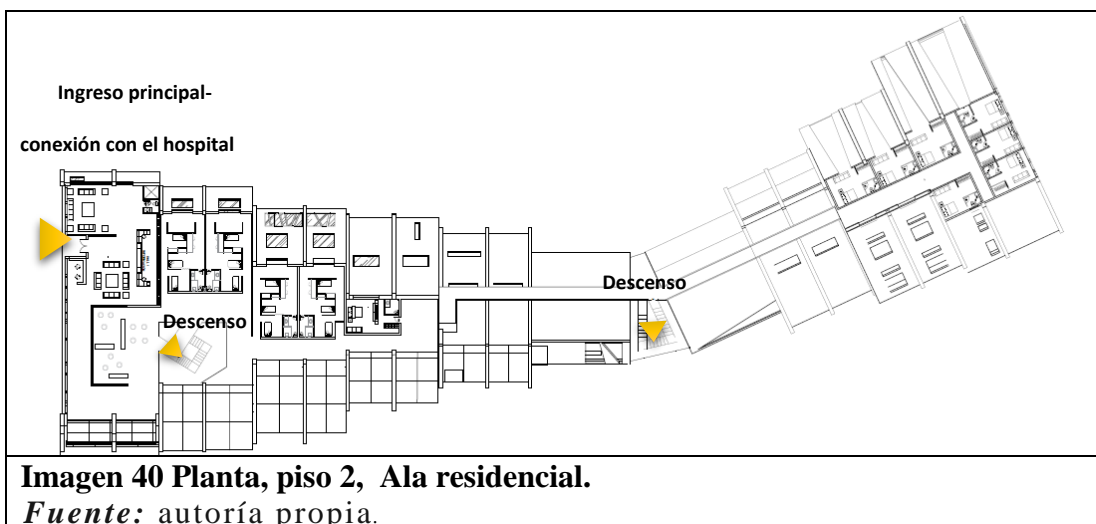 Ingreso principal-
conexión con el hospital
Descenso
Descenso
Imagen 40 Planta, piso 2, Ala residencial.
Fuente: autoría propia.